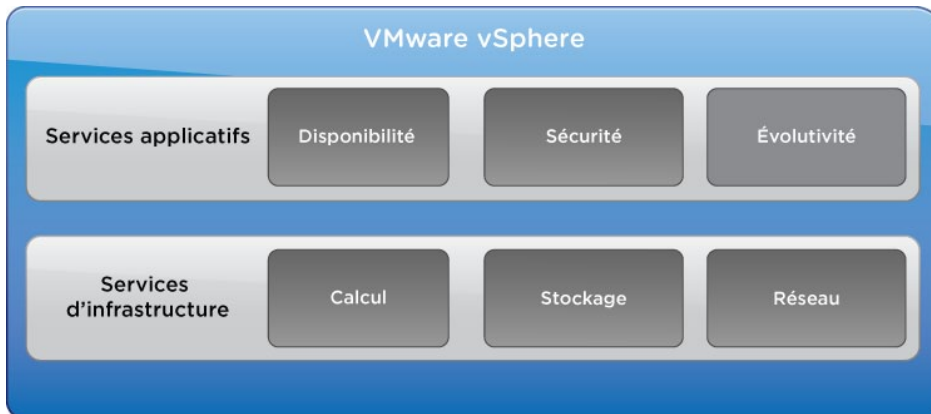 VMware vSphere
Services applicatifs
Disponibilité
Sécurité
Évolutivité
Services
d'infrastructure
Calcul
Stockage
Réseau